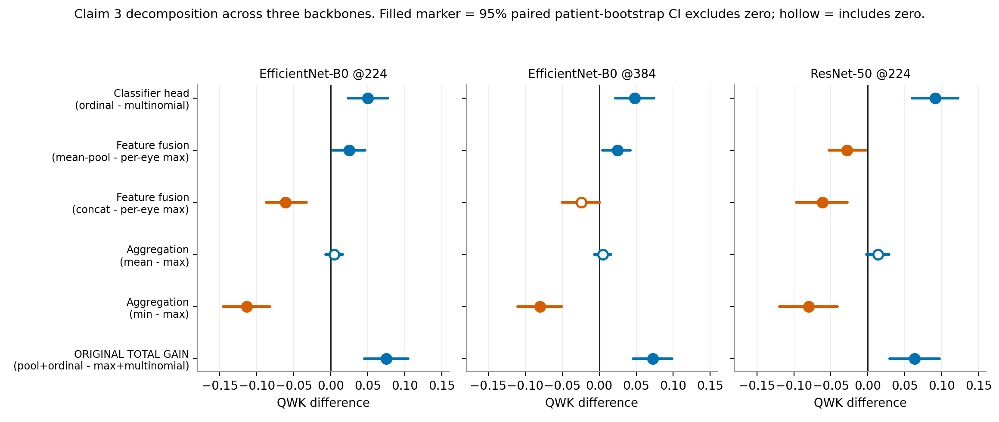 Claim 3 decomposition across three backbones. Filled marker = 95% paired patient-bootstrap CI excludes zero; hollow = includes zero.
EfficientNet-B0 @224
EfficientNet-B0 @384
ResNet-50 @224
Classifier head
(ordinal - multinomial)
Feature fusion
(mean-pool - per-eye max)
Feature fusion
(concat - per-eye max)
Aggregation
(mean - max)
Aggregation
(min - max)
ORIGINAL TOTAL GAIN
(pool+ordinal - max+multinomial)
−0.15 −0.10 −0.05 0.00 0.05 0.10 0.15
−0.15 −0.10 −0.05 0.00 0.05 0.10 0.15
−0.15 −0.10 −0.05 0.00 0.05 0.10 0.15
QWK difference
QWK difference
QWK difference